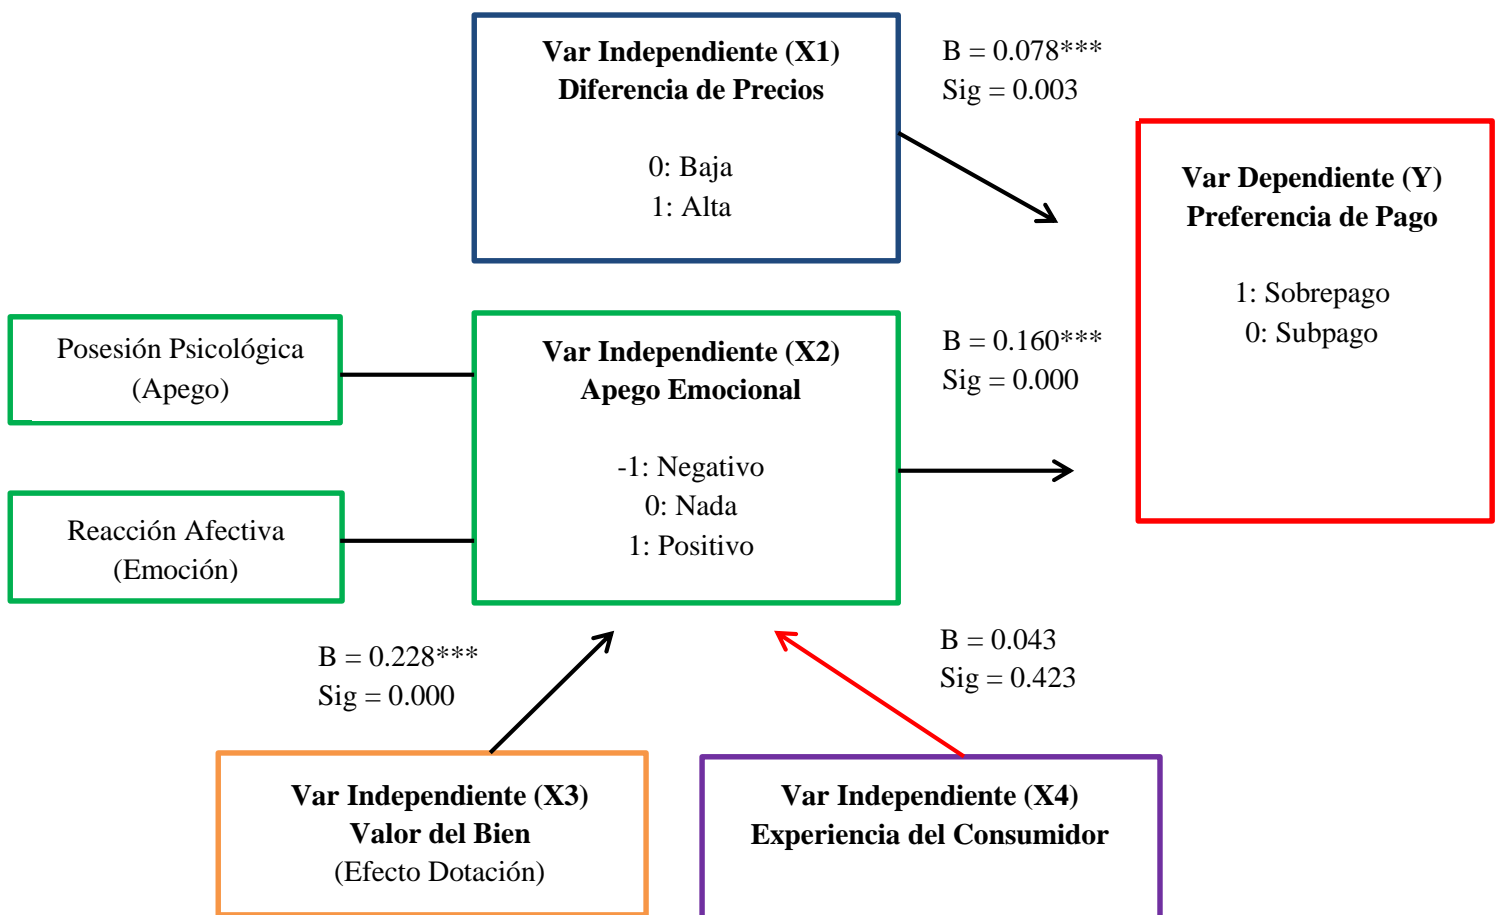 Var Independiente (X1)
Diferencia de Precios
0: Baja
1: Alta
B = 0.078***
Sig = 0.003
Var Dependiente (Y)
Preferencia de Pago
1: Sobrepago
0: Subpago
Posesión Psicológica
(Apego)
Reacción Afectiva
(Emoción)
Var Independiente (X2)
Apego Emocional
-1: Negativo
0: Nada
1: Positivo
B = 0.160***
Sig = 0.000
B = 0.228***
Sig = 0.000
B = 0.043
Sig = 0.423
Var Independiente (X3)
Valor del Bien
(Efecto Dotación)
Var Independiente (X4)
Experiencia del Consumidor